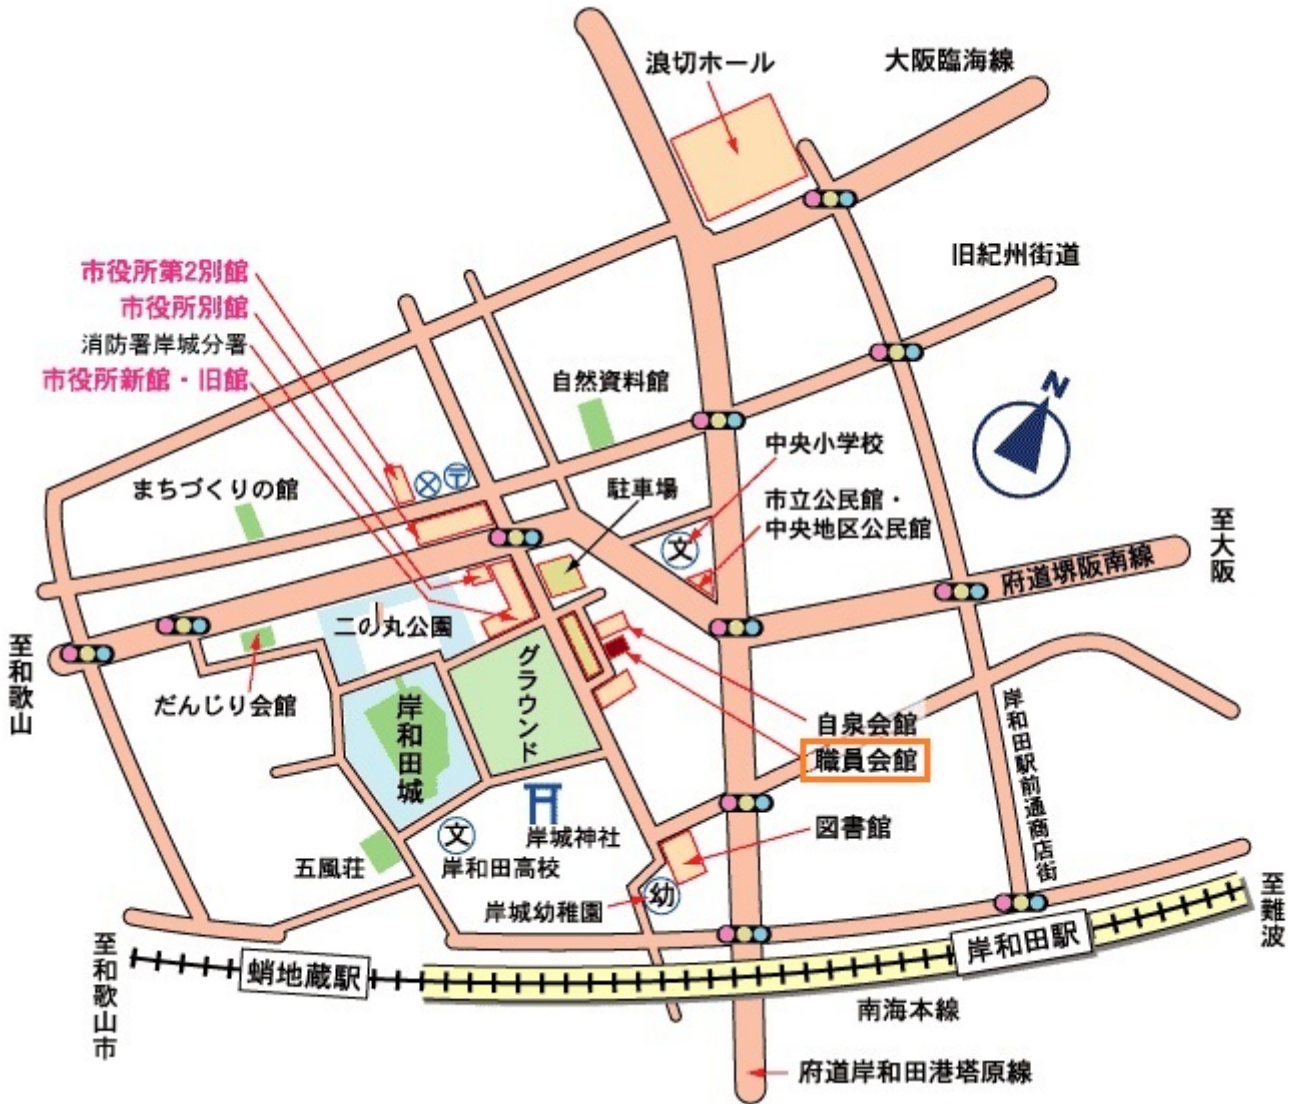 浪切ホール
大阪臨海線
旧紀州街道
市役所第2別館
市役所別館
消防署岸城分署
市役所新館・旧館
自然資料館
N
中央小学校
まちづくりの館
駐車場
市立公民館・
中央地区公民館
〒
文
至大阪
府道堺阪南線
二の丸公園
至和歌山
だんじり会館
グラウンド
岸和田城
自泉会館
職員会館
岸和田駅前通商店街
図書館
文
岸城神社
五風荘
岸和田高校
幼
岸城幼稚園
至難波
至和歌山市
蛸地蔵駅
岸和田駅
南海本線
府道岸和田港塔原線